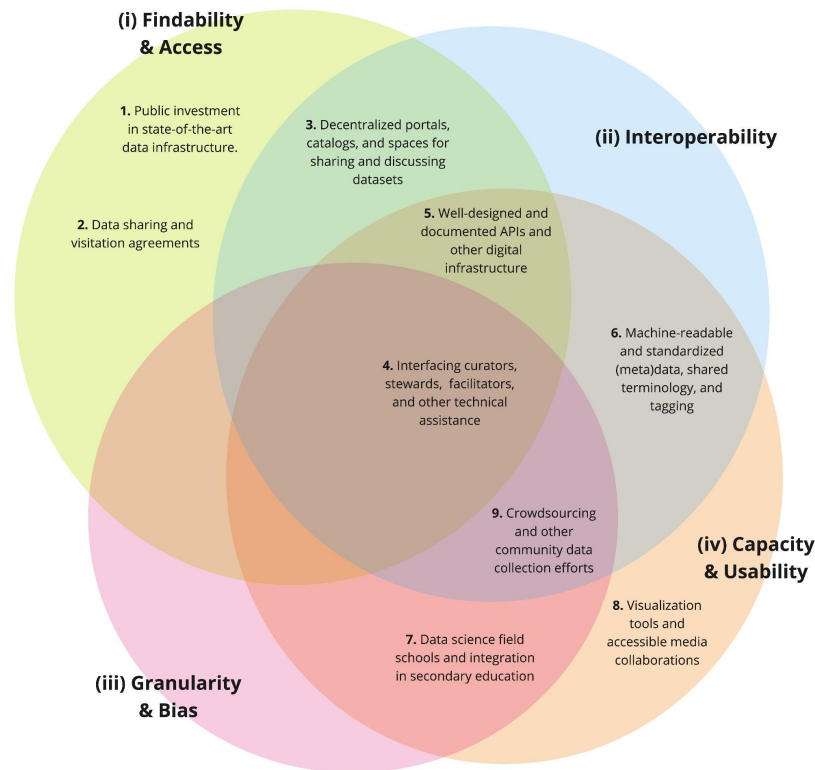 (i) Findability
& Access
1. Public investment
in state-of-the-art
data infrastructure.
2. Data sharing and
visitation agreements
3. Decentralized portals,
catalogs, and spaces for
sharing and discussing
datasets
(ii) Interoperability
5. Well-designed and
documented APIs and
other digital
infrastructure
4. Interfacing curators,
stewards, facilitators,
and other technical
assistance
6. Machine-readable
and standardized
(meta)data, shared
terminology, and
tagging
9. Crowdsourcing
and other
community data
collection efforts
(iv) Capacity
& Usability
8. Visualization
tools and
accessible media
collaborations
7. Data science field
schools and integration
in secondary education
(iii) Granularity
& Bias